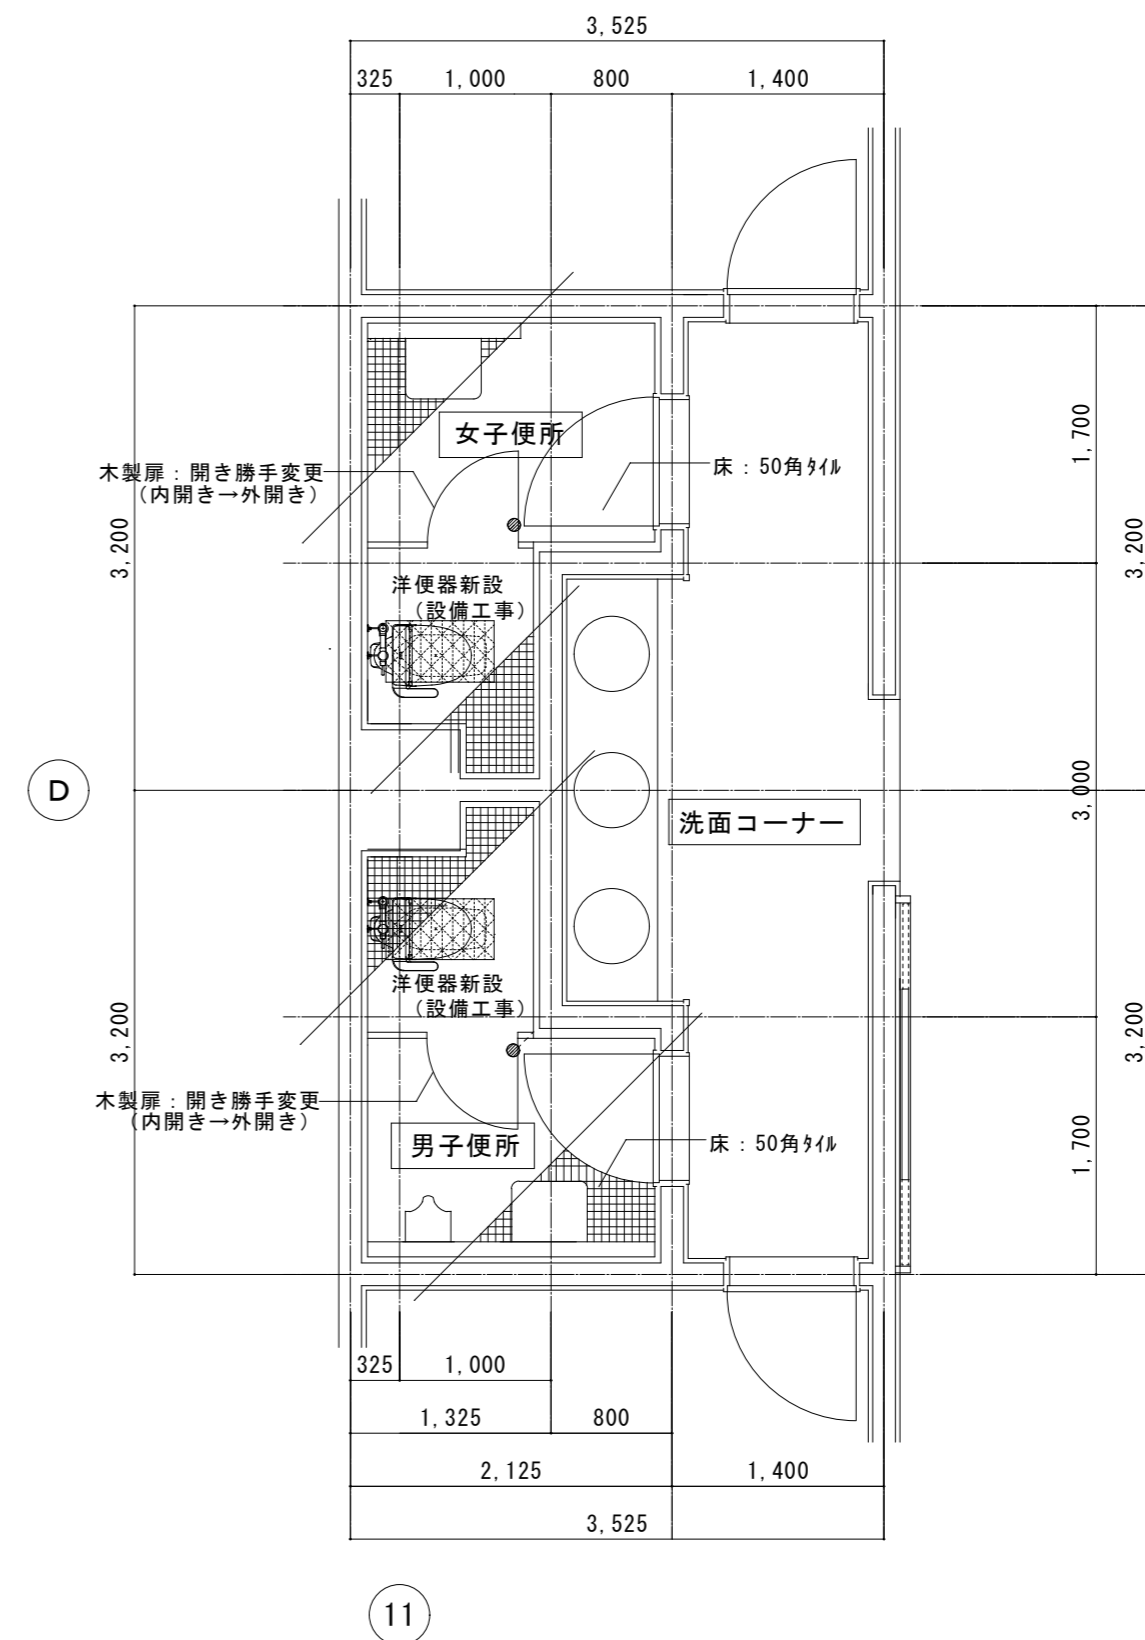 3,525
325
1,000
800
1,400
女子便所
木製扉：開き勝手変更
（内開き→外開き）
床：50角ﾀｲﾙ
1,700
3,200
3,200
洋便器新設
（設備工事）
D
洗面コーナー
3,000
洋便器新設
（設備工事）
3,200
3,200
木製扉：開き勝手変更
（内開き→外開き）
男子便所
床：50角ﾀｲﾙ
1,700
325
1,000
1,325
800
2,125
1,400
3,525
11